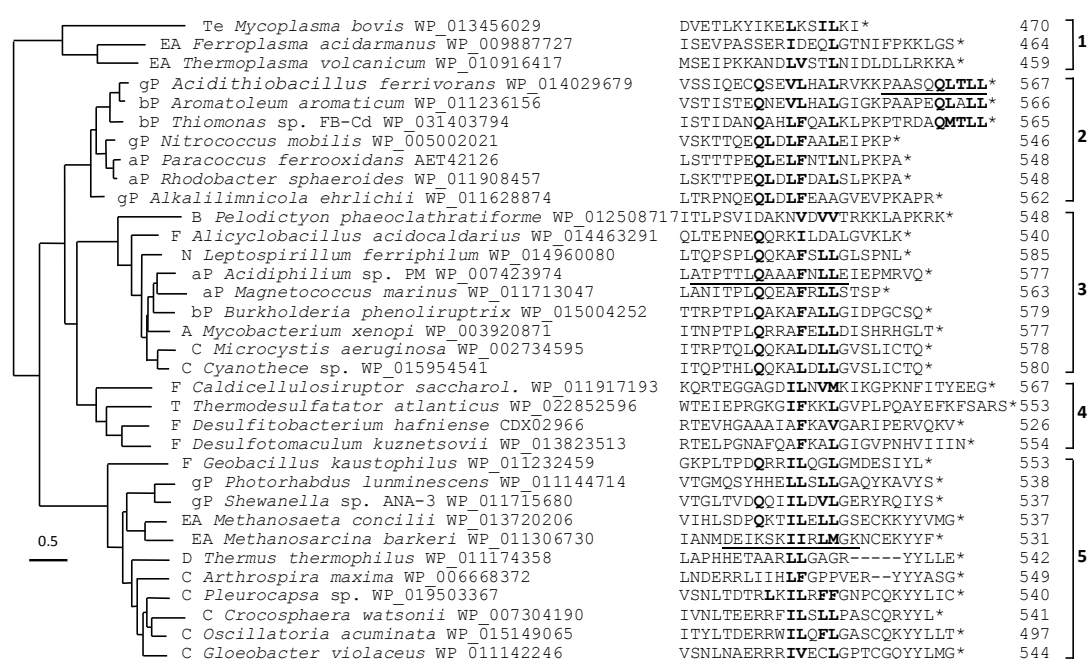 Te Mycoplasma bovis WP_013456029 DVETLKYIKELKSILKI* 470
EA Ferroplasma acidarmanus WP_009887727 ISEVPASSERIDEQLGTNIFPKKLGS* 464 1
EA Thermoplasma volcanicum WP_010916417 MSEIPKKANDLVSTLNIDLDLLRKKA* 459
gP Acidithiobacillus ferrivorans WP_014029679 VSSIQECQSEVLHALRVKKPAASQQLTLL* 567
bP Aromatoleum aromaticum WP_011236156 VSTISTEQNEVLHALGIGKPAAPEQLALL* 566
bP Thiomonas sp. FB-Cd WP_031403794 ISTIDANQAHLFQALKLPKPTRDAQMTLL* 565
gP Nitrococcus mobilis WP_005002021 VSKTTQEQLDLFAALEIPKP* 546 2
aP Paracoccus ferrooxidans AET42126 LSTTTPEQLELFNTLNLPKPA* 548
aP Rhodobacter sphaeroides WP_011908457 LSKTTPEQLDLFDALSLPKPA* 548
gP Alkalilimnicola ehrlichii WP_011628874 LTRPNQEQLDLFEAAGVEVPKAPR* 562
B Pelodictyon phaeoclathratiforme WP_012508717 ITLPSVIDAKNVDVVTRKKLAPKRK* 548
F Alicyclobacillus acidocaldarius WP_014463291 QLTEPNEQQRKILDALGVKLK* 540
N Leptospirillum ferriphilum WP_014960080 LTQPSPLQQKAFSLLGLSPNL* 585
aP Acidiphilium sp. PM WP_007423974 LATPTTLQAAAFNLLEIEPMRVQ* 577
aP Magnetococcus marinus WP_011713047 LANITPLQQEAFRLLSTSP* 563 3
bP Burkholderia phenoliruptrix WP_015004252 TTRPTPLQAKAFALLGIDPGCSQ* 579
A Mycobacterium xenopi WP_003920871 ITNPTPLQRRAFELLDISHRHGLT* 577
C Microcystis aeruginosa WP_002734595 ITRPTQLQQKALDLLGVSLICTQ* 578
C Cyanothece sp. WP_015954541 ITQPTHLQQKALDLLGVSLICTQ* 580
F Caldicellulosiruptor saccharol. WP_011917193 KQRTEGGAGDILNVMKIKGPKNFITYEEG* 567
T Thermodesulfatator atlanticus WP_022852596 WTEIEPRGKGIFKKLGVPLPQAYEFKFSARS* 553 4
F Desulfitobacterium hafniense CDX02966 RTEVHGAAAIAFKAVGARIPERVQKV* 526
F Desulfotomaculum kuznetsovii WP_013823513 RTELPGNAFQAFKALGIGVPNHVIIIN* 554
F Geobacillus kaustophilus WP_011232459 GKPLTPDQRRILQGLGMDESIYL* 553
gP Photorhabdus lunminescens WP_011144714 VTGMQSYHHELLSLLGAQYKAVYS* 538
gP Shewanella sp. ANA-3 WP_011715680 VTGLTVDQQIILDVLGERYRQIYS* 537
EA Methanosaeta concilii WP_013720206 VIHLSDPQKTILELLGSECKKYYVMG* 537
0.5 EA Methanosarcina barkeri WP_011306730 IANMDEIKSKIIRLMGKNCEKYYF* 531
D Thermus thermophilus WP_011174358 LAPHHETAARLLGAGR-----YYLLE* 542 5
C Arthrospira maxima WP_006668372 LNDERRLIIHLFGPPVER--YYYASG* 549
C Pleurocapsa sp. WP_019503367 VSNLTDTRLKILRFFGNPCQKYYLIC* 540
C Crocosphaera watsonii WP_007304190 IVNLTEERRFILSLLPASCQRYYL* 541
C Oscillatoria acuminata WP_015149065 ITYLTDERRWILQFLGASCQKYYLLT* 497
C Gloeobacter violaceus WP_011142246 VSNLNAERRRIVECLGPTCGQYYLMG* 544